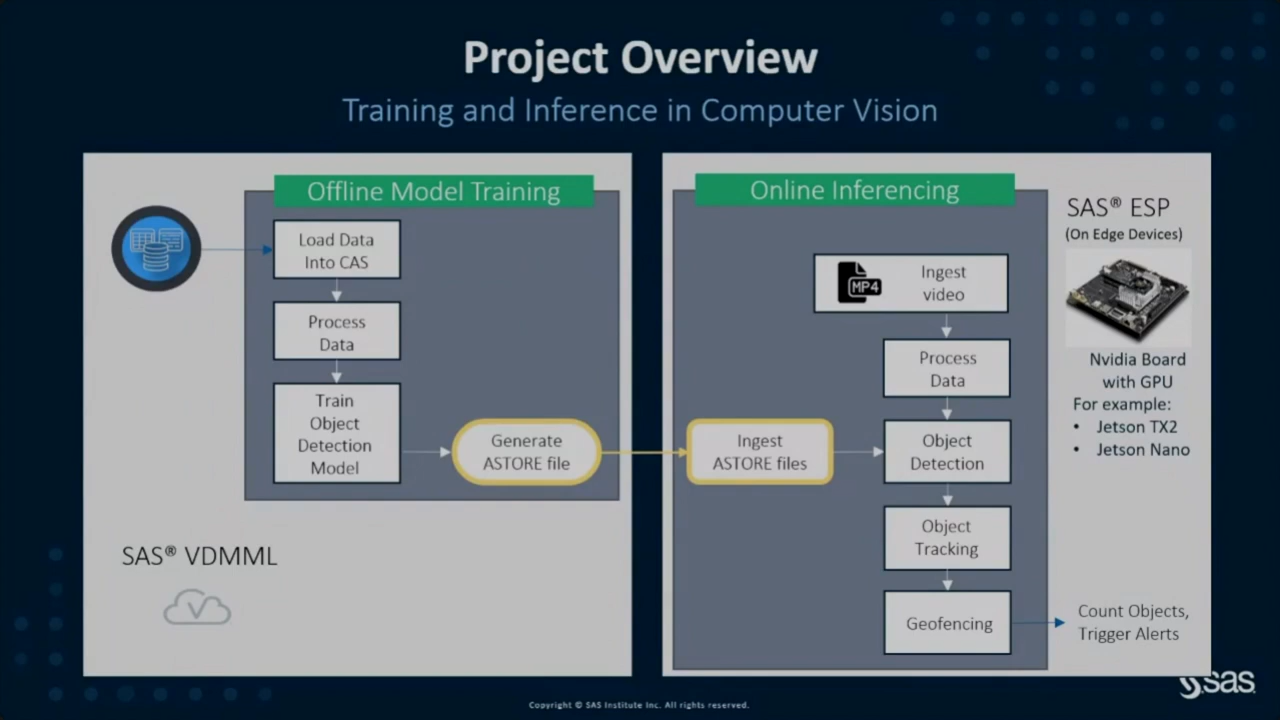 Project Overview
Training and Inference in Computer Vision
Offline Model Training
Load Data
Into CAS
Process
Data
Train
Object
Detection
Model
Generate
ASTORE file
SAS® VDMML
Online Inferencing
MP4
Ingest
video
Process
Data
Ingest
ASTORE files
Object
Detection
Object
Tracking
Geofencing
Count Objects,
Trigger Alerts
SAS® ESP
(On Edge Devices)
Nvidia Board
with GPU
For example:
• Jetson TX2
• Jetson Nano
sas
Copyright © SAS Institute Inc. All rights reserved.